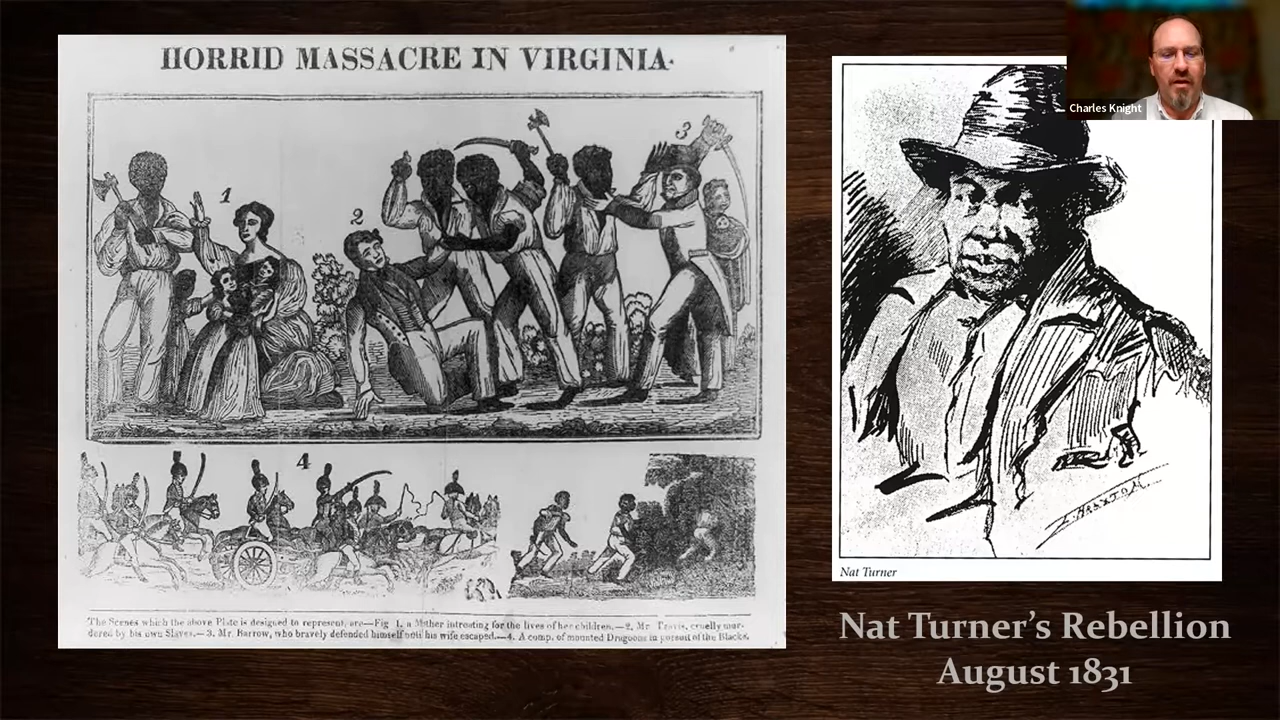 HORRID MASSACRE IN VIRGINIA.
1
2
3
4
The Scenes which the above Plate is designed to represent, are—Fig 1. a Mother intreating for the lives of her children.—2. Mr. Travis, cruelly mur-
dered by his own Slaves.—3. Mr. Barrow, who bravely defended himself until his wife escaped.—4. A comp. of mounted Dragoons in pursuit of the Blacks.
Charles Knight
Nat Turner
Nat Turner’s Rebellion
August 1831